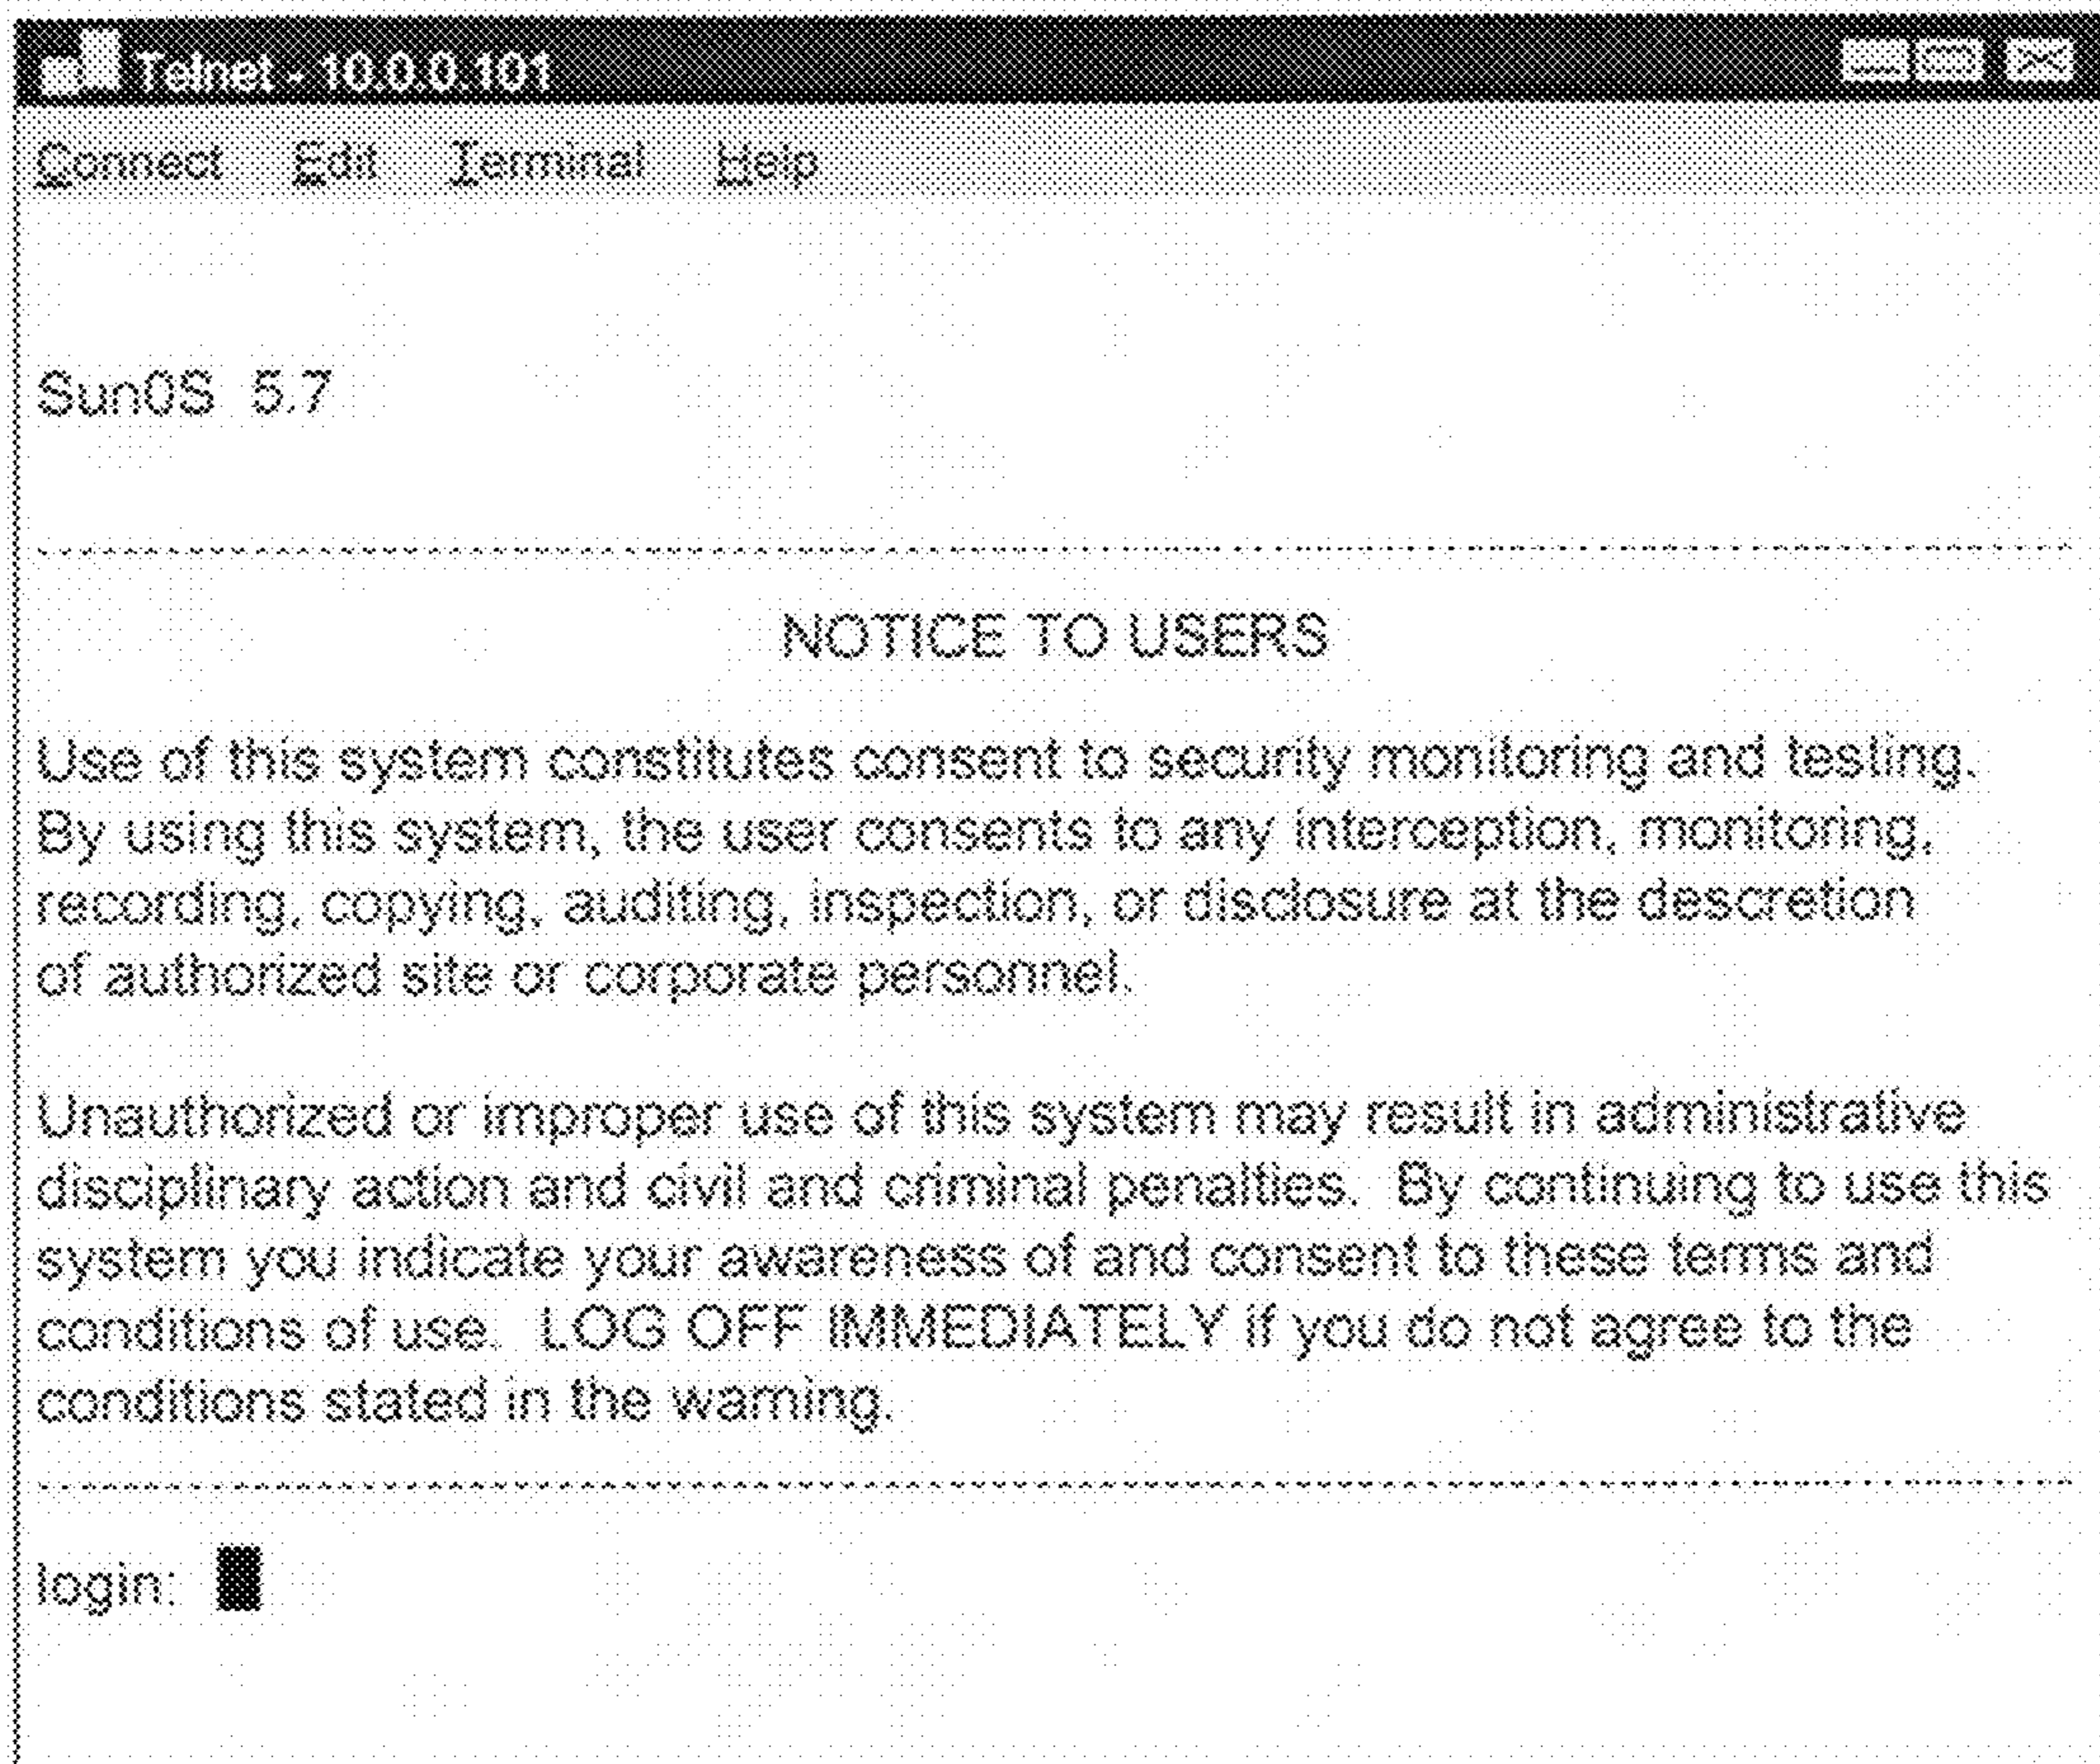 Telnet - 10.0.0.101
Connect Edit Terminal Help
SunOS 5.7
NOTICE TO USERS
Use of this system constitutes consent to security monitoring and testing.
By using this system, the user consents to any interception, monitoring,
recording, copying, auditing, inspection, or disclosure at the descretion
of authorized site or corporate personnel.
Unauthorized or improper use of this system may result in administrative
disciplinary action and civil and criminal penalties. By continuing to use this
system you indicate your awareness of and consent to these terms and
conditions of use. LOG OFF IMMEDIATELY if you do not agree to the
conditions stated in the warning.
login: